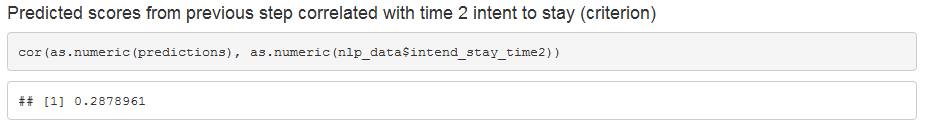 Predicted scores from previous step correlated with time 2 intent to stay (criterion)
cor(as.numeric(predictions), as.numeric(nlp_data$intend_stay_time2))
## [1] 0.2878961